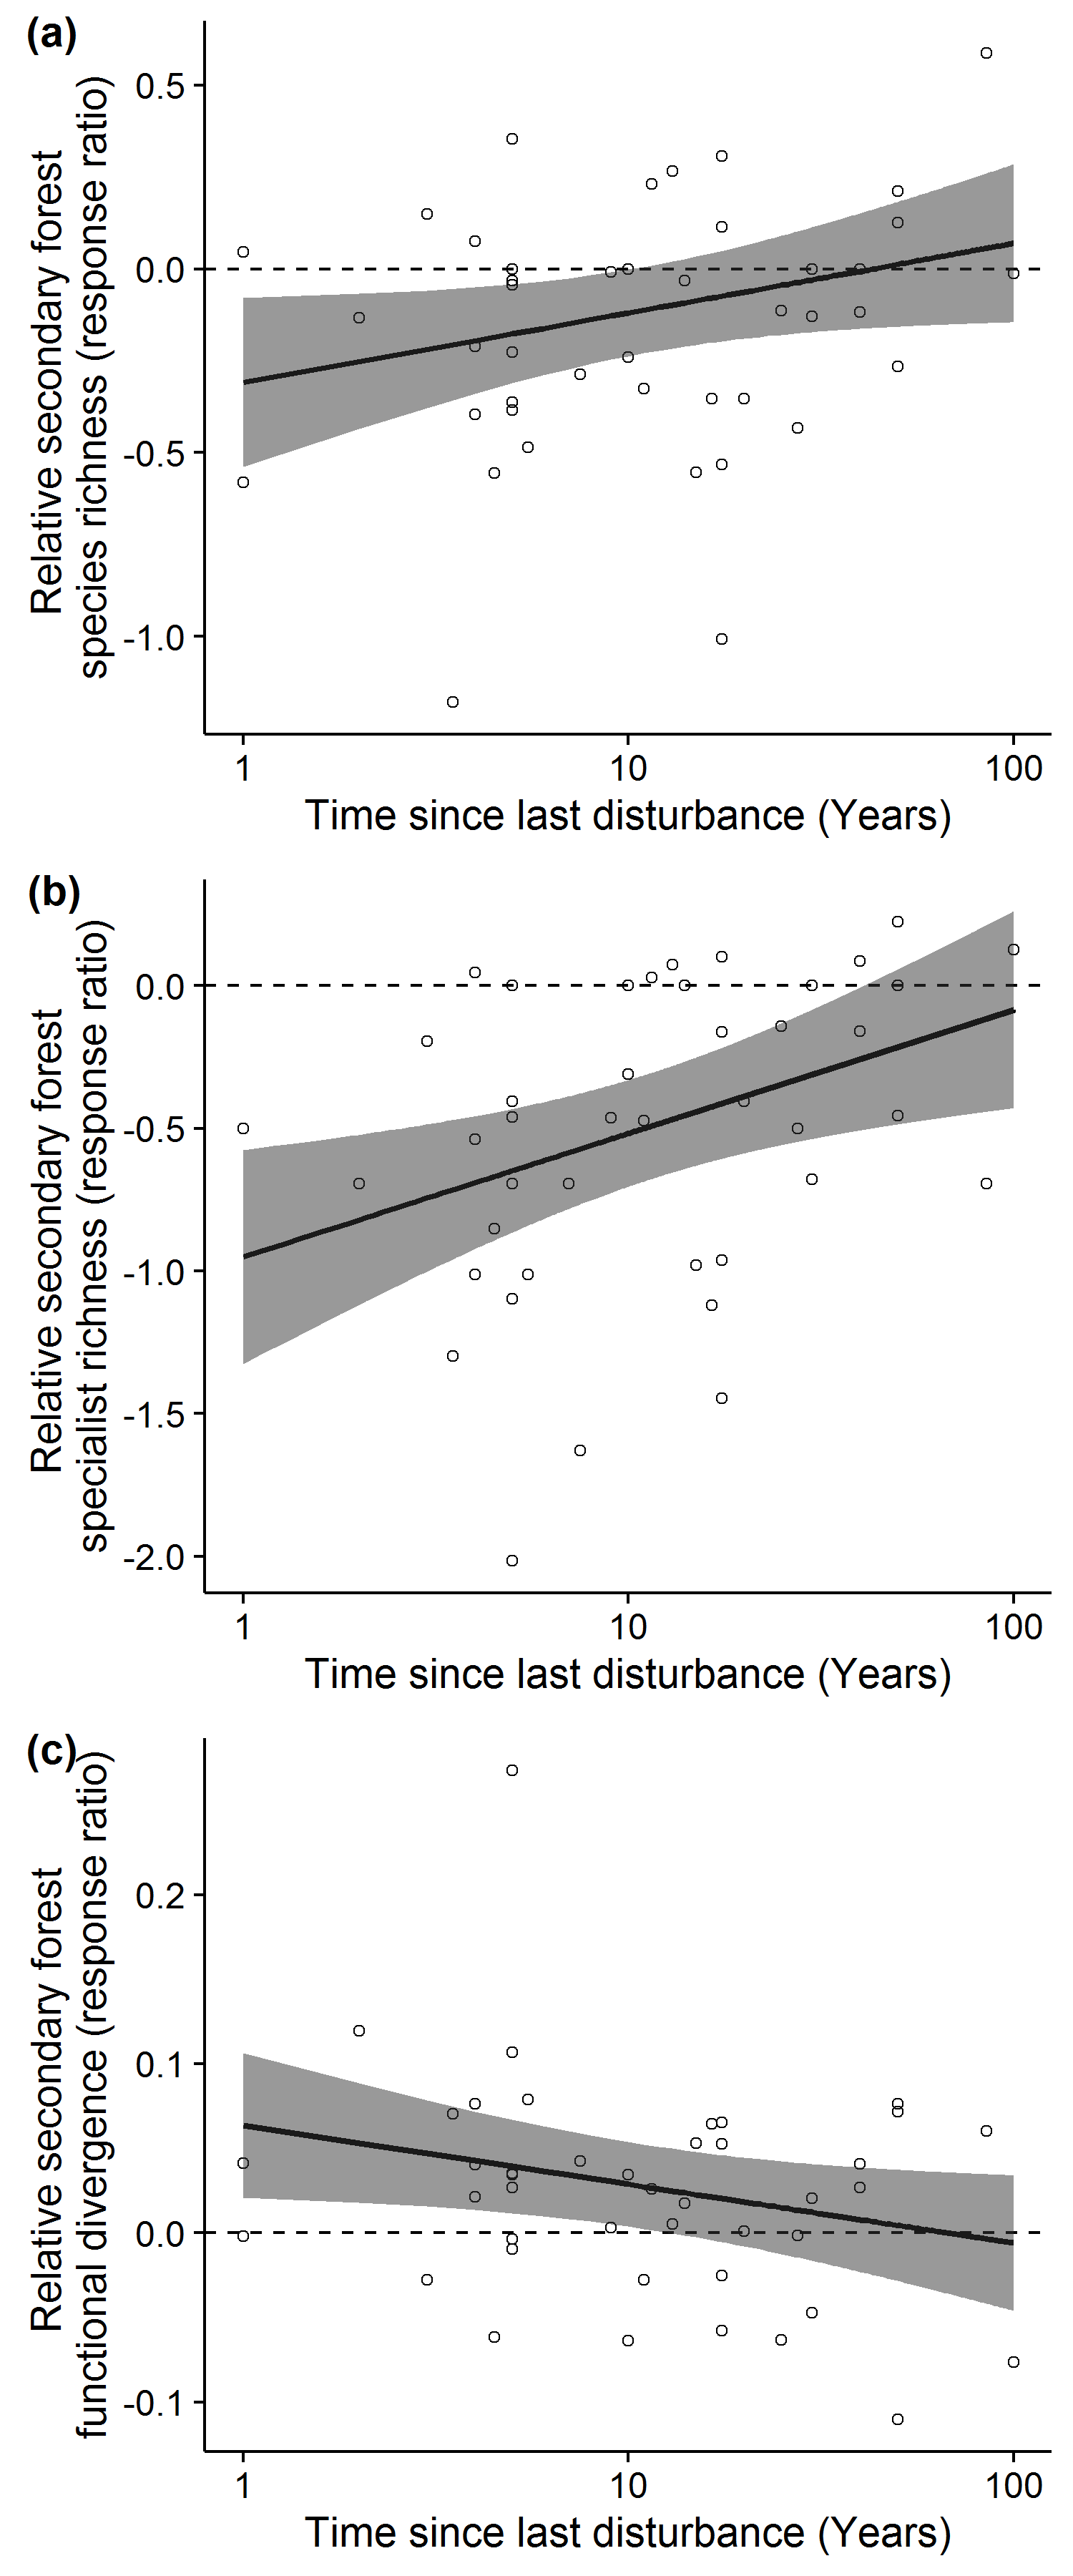 (a)
Relative secondary forest
species richness (response ratio)
0.5
0.0
-0.5
-1.0
1 10 100
Time since last disturbance (Years)
(b)
Relative secondary forest
specialist richness (response ratio)
0.0
-0.5
-1.0
-1.5
-2.0
1 10 100
Time since last disturbance (Years)
(c)
Relative secondary forest
functional divergence (response ratio)
0.2
0.1
0.0
-0.1
1 10 100
Time since last disturbance (Years)